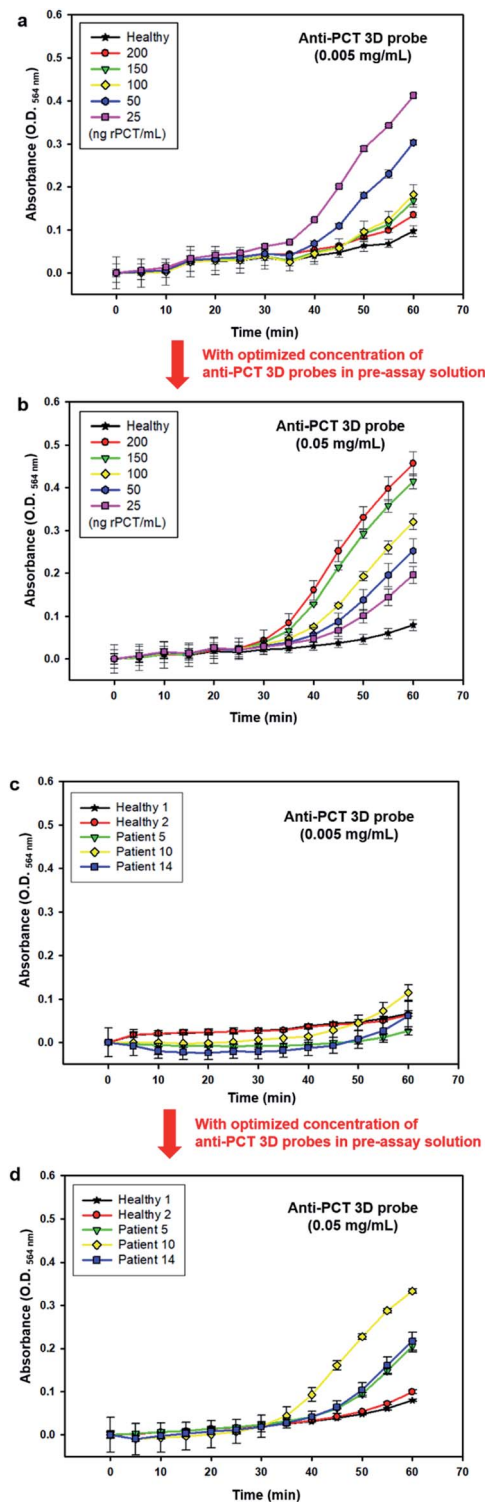 a
Healthy
200
150
100
50
25
(ng rPCT/mL)
Anti-PCT 3D probe
(0.005 mg/mL)
Absorbance (O.D. 564 nm)
0.6
0.5
0.4
0.3
0.2
0.1
0.0
0 10 20 30 40 50 60 70
Time (min)
With optimized concentration of
anti-PCT 3D probes in pre-assay solution
b
Healthy
200
150
100
50
25
(ng rPCT/mL)
Anti-PCT 3D probe
(0.05 mg/mL)
Absorbance (O.D. 564 nm)
0.6
0.5
0.4
0.3
0.2
0.1
0.0
0 10 20 30 40 50 60 70
Time (min)
c
Healthy 1
Healthy 2
Patient 5
Patient 10
Patient 14
Anti-PCT 3D probe
(0.005 mg/mL)
Absorbance (O.D. 564 nm)
0.6
0.5
0.4
0.3
0.2
0.1
0.0
0 10 20 30 40 50 60 70
Time (min)
With optimized concentration of
anti-PCT 3D probes in pre-assay solution
d
Healthy 1
Healthy 2
Patient 5
Patient 10
Patient 14
Anti-PCT 3D probe
(0.05 mg/mL)
Absorbance (O.D. 564 nm)
0.6
0.5
0.4
0.3
0.2
0.1
0.0
0 10 20 30 40 50 60 70
Time (min)